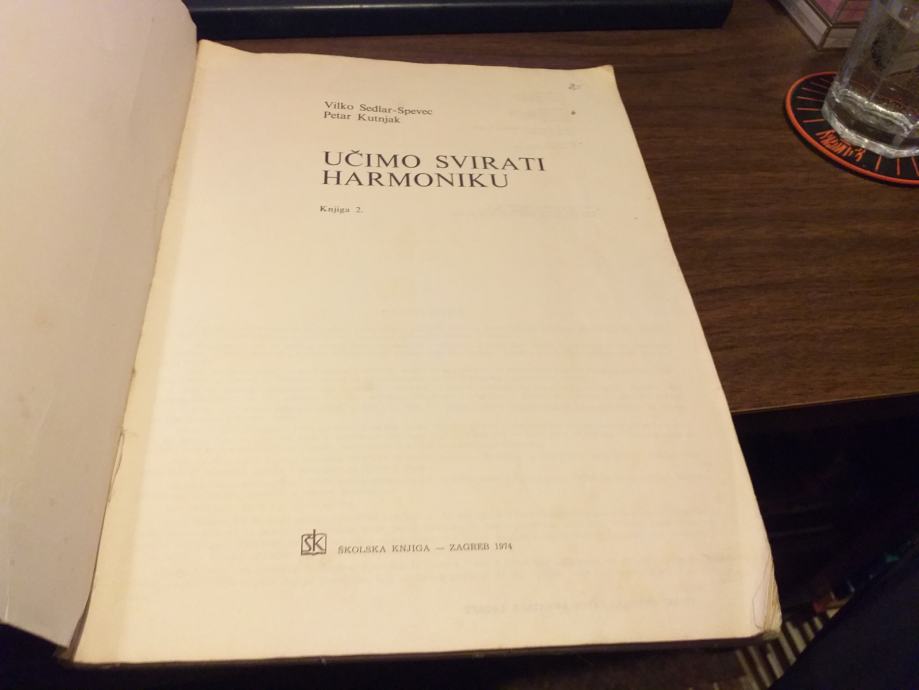 Vilko Sedlar-Spevec
Petar Kutnjak
UČIMO SVIRATI
HARMONIKU
Knjiga 2.
ŠK
ŠKOLSKA KNJIGA — ZAGREB 1974